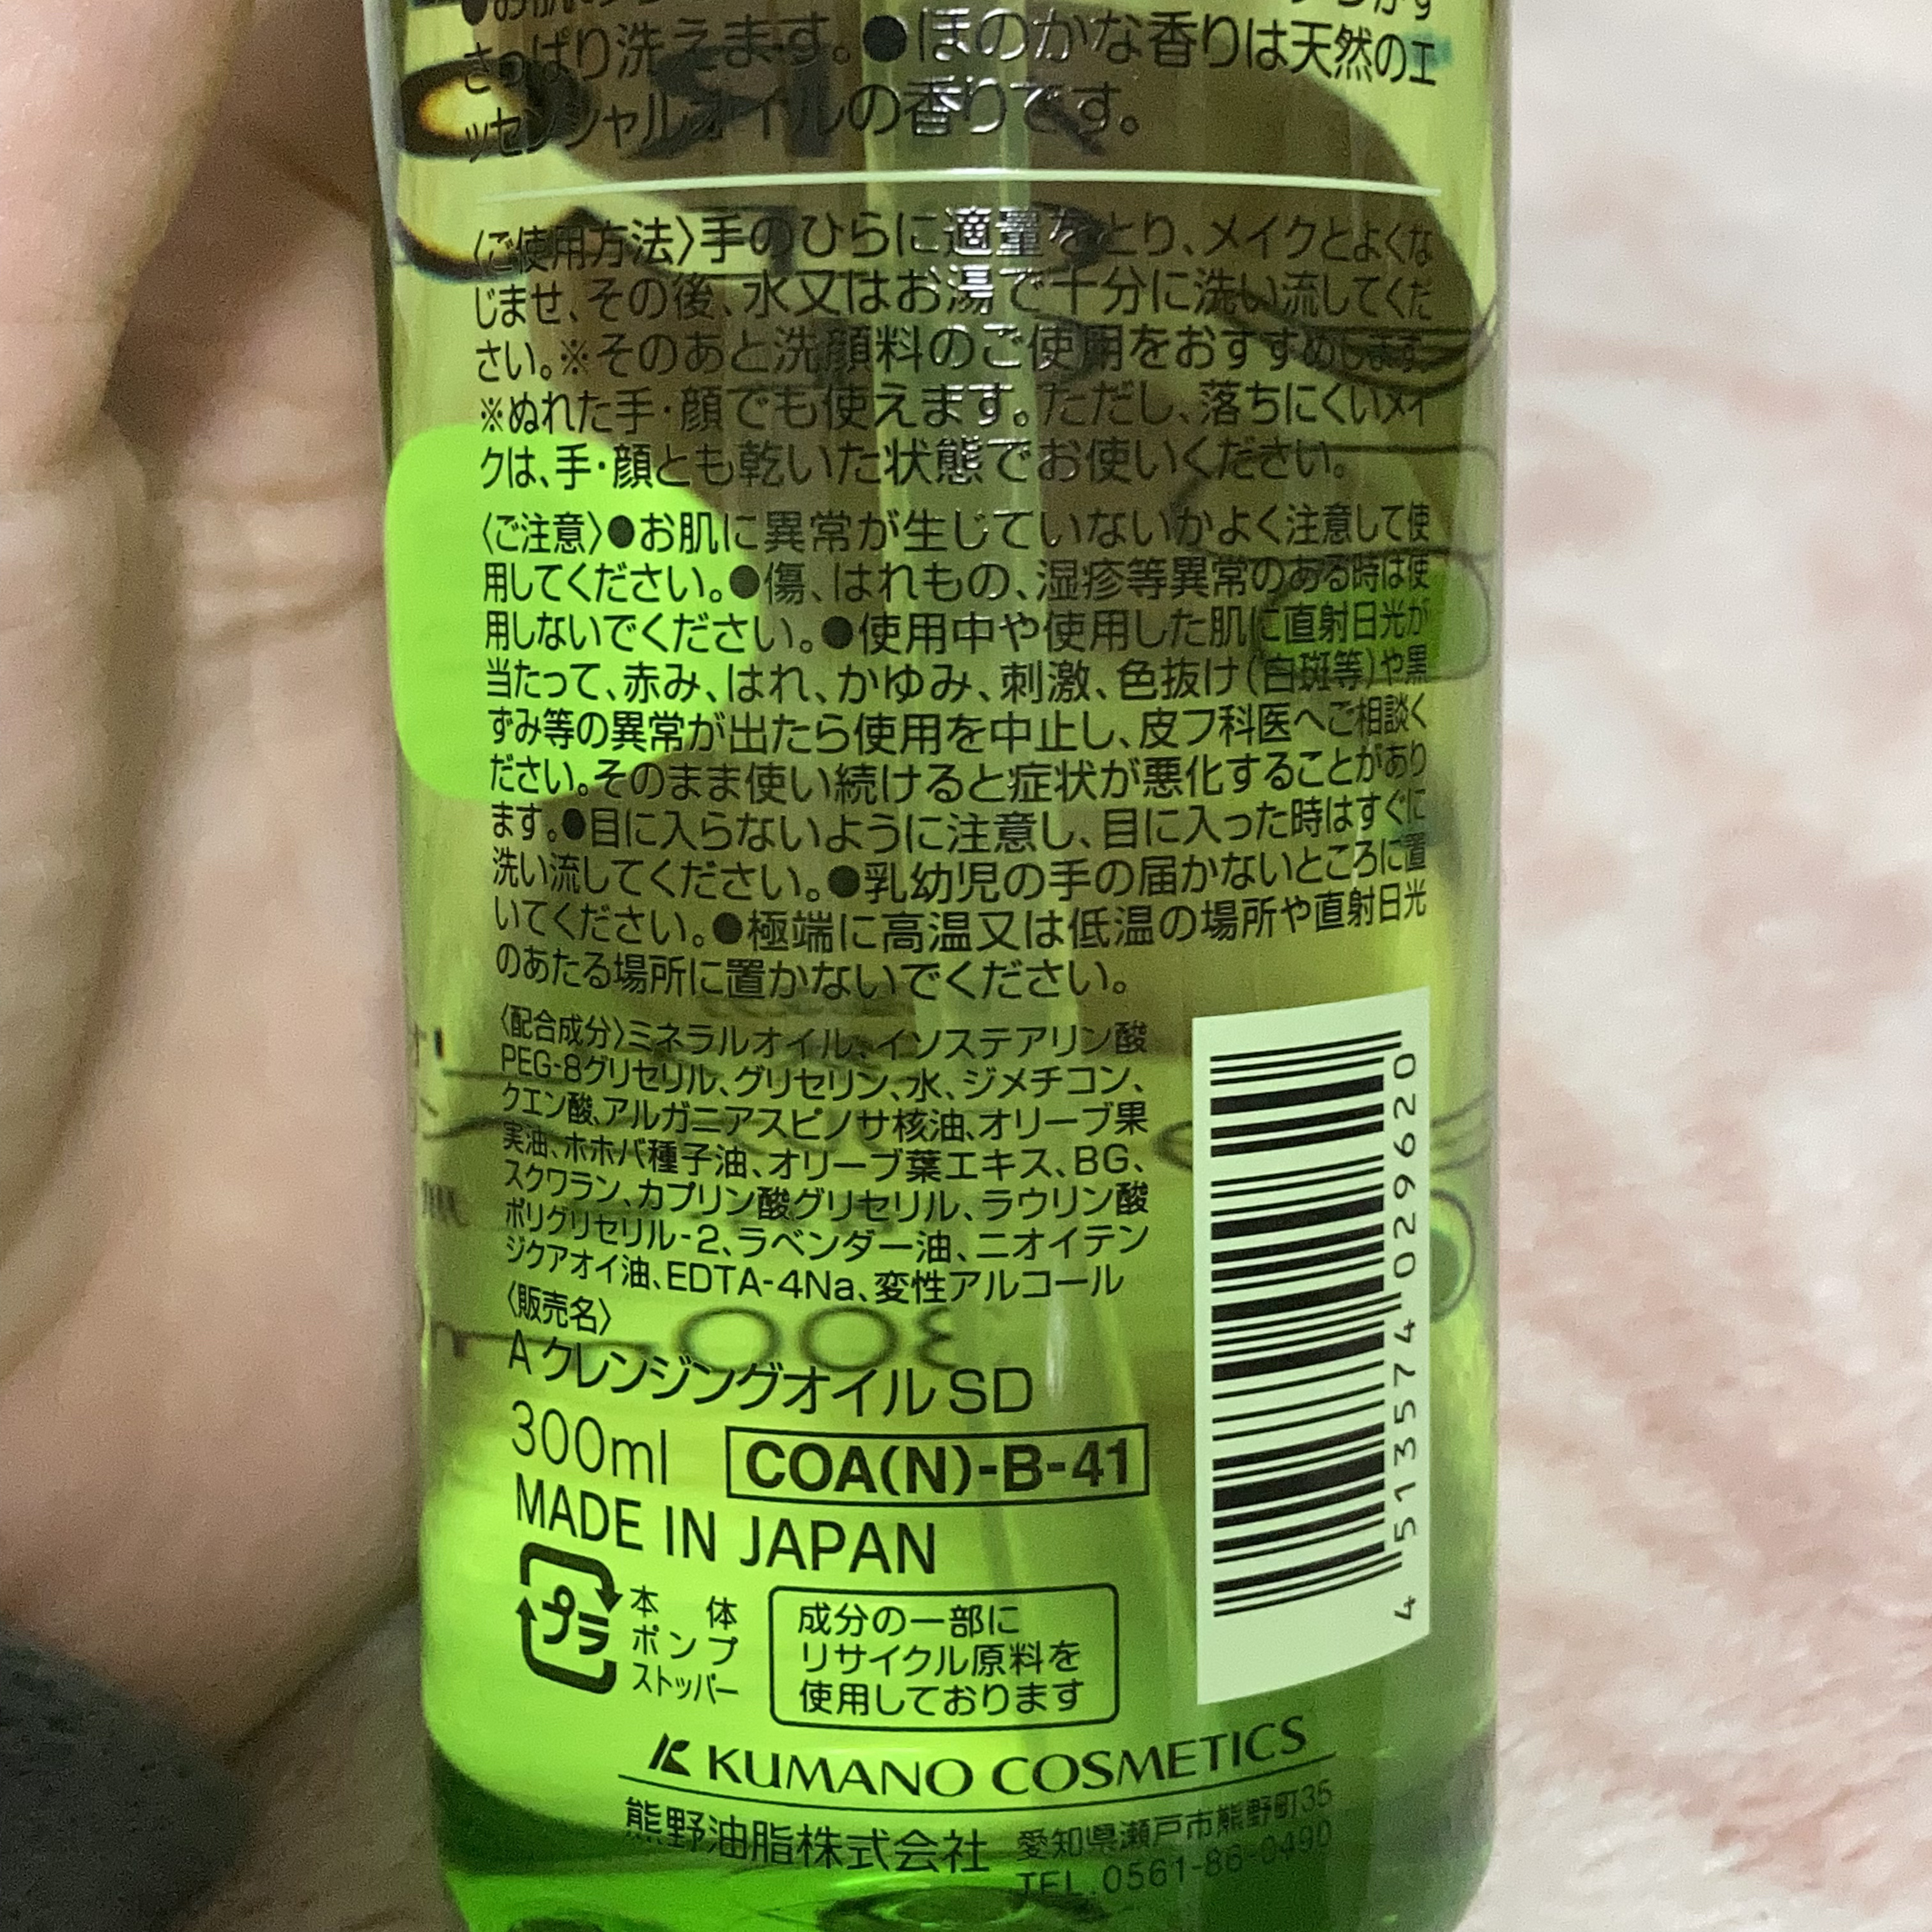 さっぱり洗えます。●ほのかな香りは天然のエ
ッセンシャルオイルの香りです。
〈ご使用方法〉手のひらに適量をとり、メイクとよくな
じませ、その後、水又はお湯で十分に洗い流してくだ
さい。※そのあと洗顔料のご使用をおすすめします。
※ぬれた手・顔でも使えます。ただし、落ちにくいメイ
クは、手・顔とも乾いた状態でお使いください。
〈ご注意〉●お肌に異常が生じていないかよく注意して使
用してください。●傷、はれもの、湿疹等異常のある時は使
用しないでください。●使用中や使用した肌に直射日光が
当たって、赤み、はれ、かゆみ、刺激、色抜け(白斑等)や黒
ずみ等の異常が出たら使用を中止し、皮フ科医へご相談く
ださい。そのまま使い続けると症状が悪化することがあり
ます。●目に入らないように注意し、目に入った時はすぐに
洗い流してください。●乳幼児の手の届かないところに置
いてください。●極端に高温又は低温の場所や直射日光
のあたる場所に置かないでください。
〈配合成分〉ミネラルオイル、イソステアリン酸
PEG-8グリセリル、グリセリン、水、ジメチコン、
クエン酸、アルガニアスピノサ核油、オリーブ果
実油、ホホバ種子油、オリーブ葉エキス、BG、
スクワラン、カプリン酸グリセリル、ラウリン酸
ポリグリセリル-2、ラベンダー油、ニオイテン
ジクアオイ油、EDTA-4Na、変性アルコール
〈販売名〉
A クレンジングオイル SD
300ml COA(N)-B-41
MADE IN JAPAN
プラ
本体
ポンプ
ストッパー
成分の一部に
リサイクル原料を
使用しております
4 513574 029620
KUMANO COSMETICS
熊野油脂株式会社 愛知県瀬戸市熊野町35
TEL.0561-86-0490